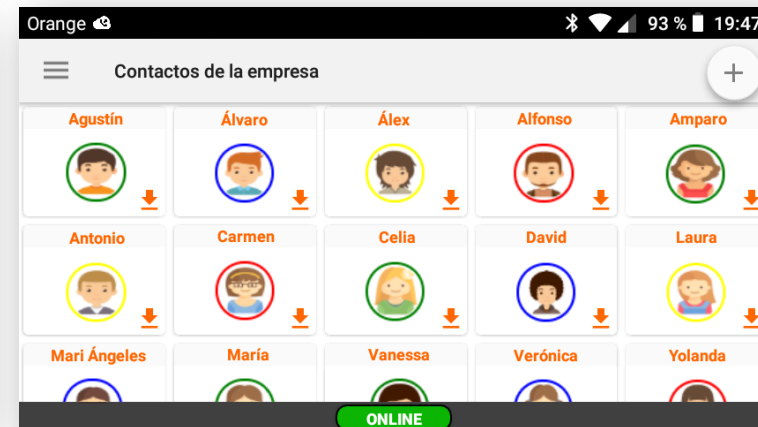 Orange 93 % 19:47
Contactos de la empresa
Agustín Álvaro Álex Alfonso Amparo
Antonio Carmen Celia David Laura
Mari Ángeles María Vanessa Verónica Yolanda
ONLINE